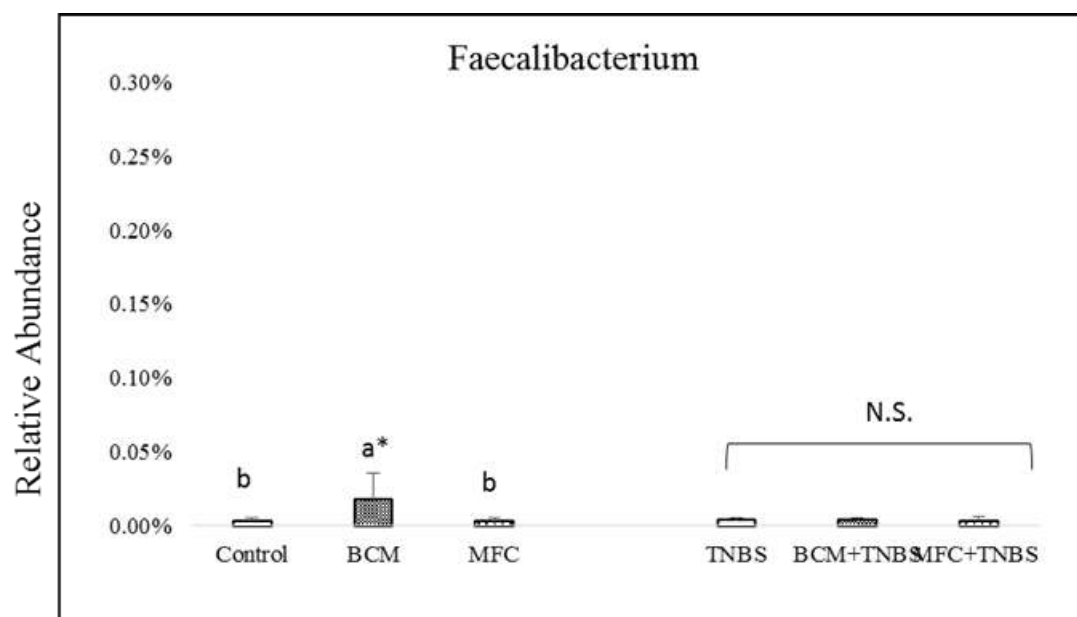 Faecalibacterium
Relative Abundance
0.30%
0.25%
0.20%
0.15%
0.10%
0.05%
0.00%
N.S.
b a* b
Control BCM MFC TNBS BCM+TNBS MFC+TNBS